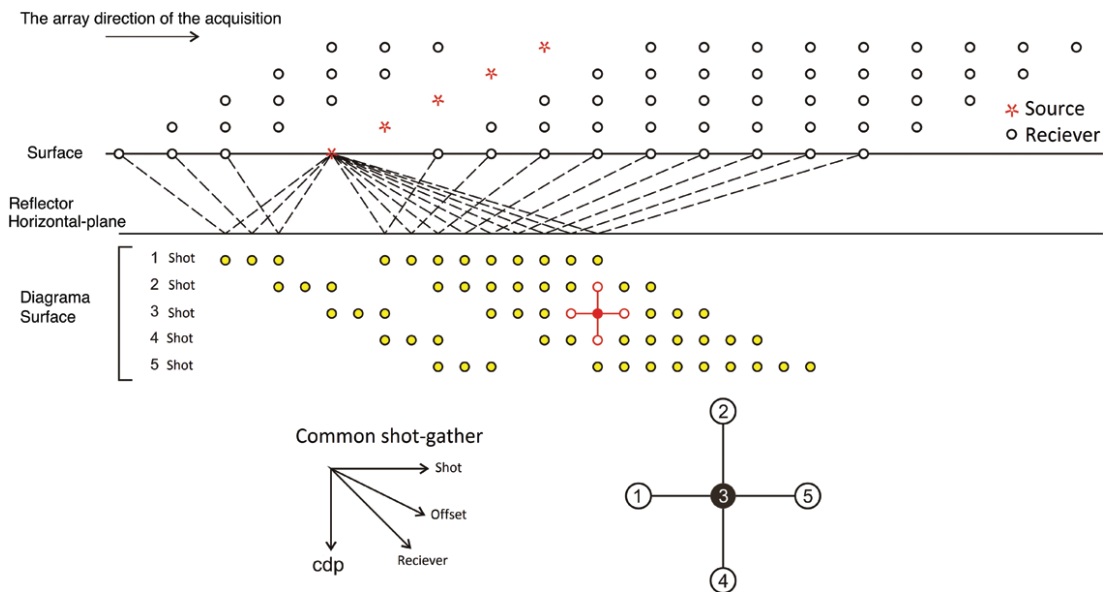 The array direction of the acquisition
Source
Reciever
Surface
Reflector
Horizontal-plane
Diagrama
Surface
1 Shot
2 Shot
3 Shot
4 Shot
5 Shot
Common shot-gather
Shot
Offset
Reciever
cdp
2
1 3 5
4